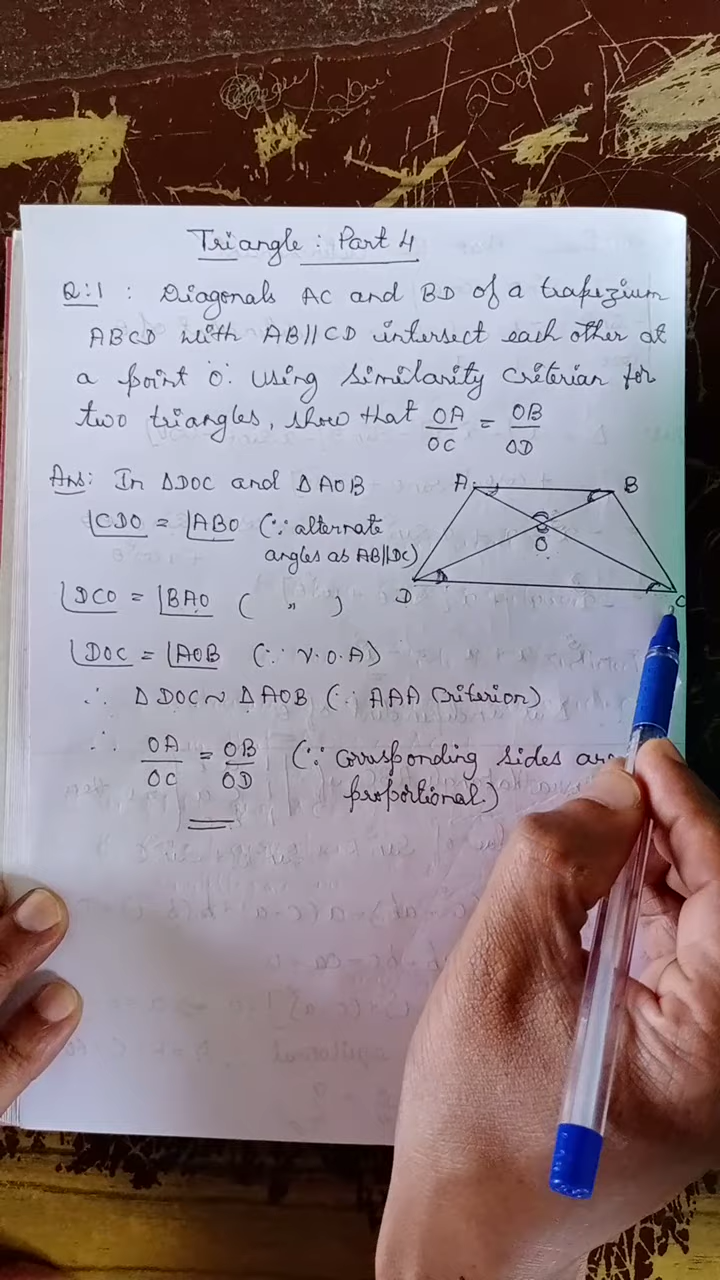 Triangle : Part 4
Q:1 : Diagonals AC and BD of a trapezium
ABCD with AB||CD intersect each other at
a point O. Using similarity criterian for
two triangles, show that OA/OC = OB/OD
Ans: In ΔDOC and ΔAOB
∠CDO = ∠ABO (∵ alternate
angles as AB||DC)
∠DCO = ∠BAO ( " )
∠DOC = ∠AOB (∵ V.O.A)
∴ ΔDOC ~ ΔAOB (∵ AAA Criterion)
∴ OA/OC = OB/OD (∵ corrusponding sides are
proportional.)
A B
O
D C